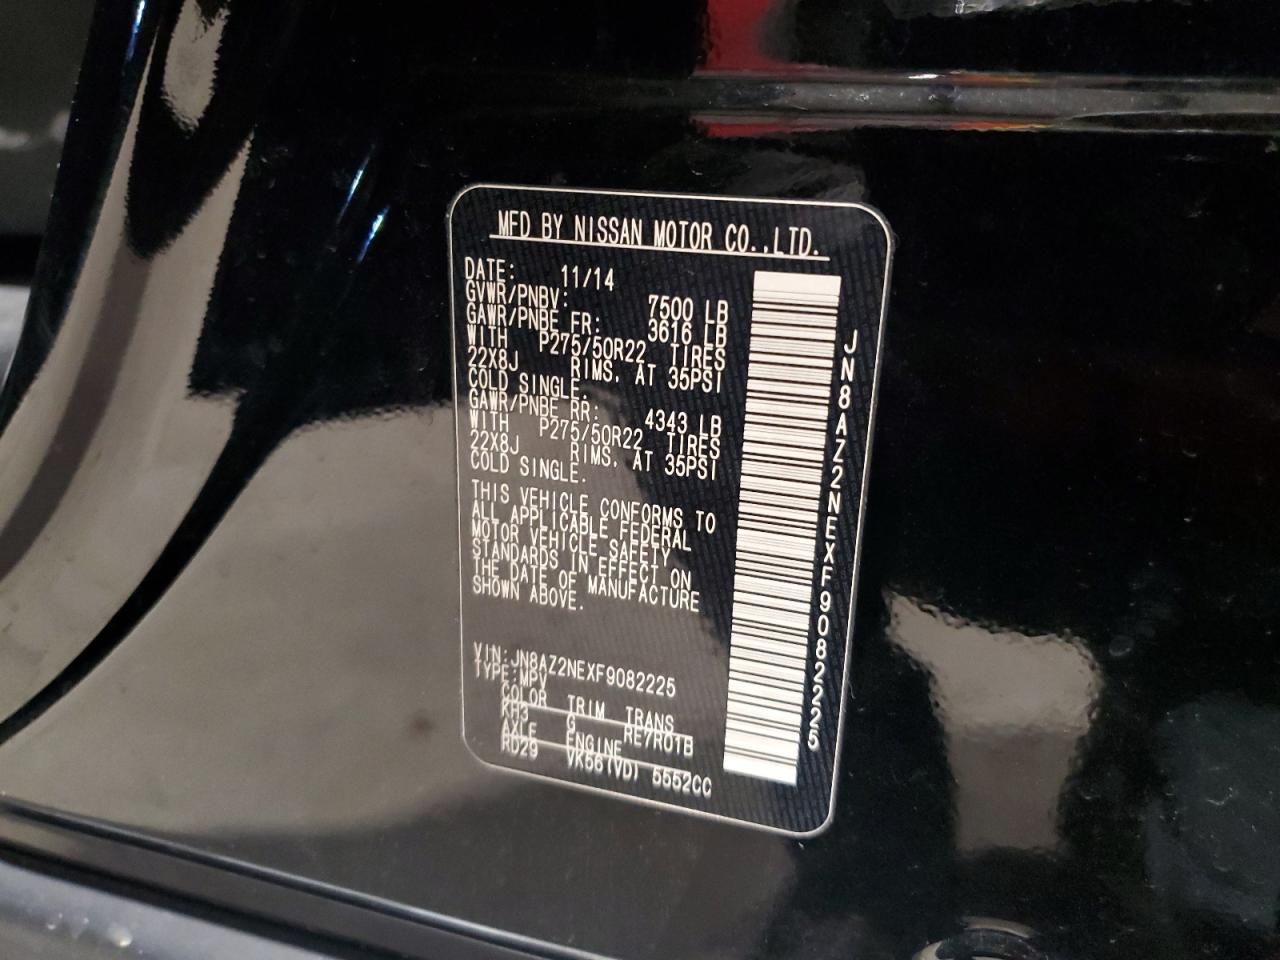 MFD BY NISSAN MOTOR CO.,LTD.
DATE: 11/14
GVWR/PNBV: 7500 LB
GAWR/PNBE FR: 3616 LB
WITH P275/50R22 TIRES
22X8J RIMS, AT 35PSI
COLD SINGLE.
GAWR/PNBE RR: 4343 LB
WITH P275/50R22 TIRES
22X8J RIMS, AT 35PSI
COLD SINGLE.
THIS VEHICLE CONFORMS TO
ALL APPLICABLE FEDERAL
MOTOR VEHICLE SAFETY
STANDARDS IN EFFECT ON
THE DATE OF MANUFACTURE
SHOWN ABOVE.
VIN:JN8AZ2NEXF9082225
TYPE:MPV
COLOR TRIM TRANS
KH3 G RE7R01B
AXLE ENGINE
RD29 VK56(VD) 5552CC
JN8AZ2NEXF9082225